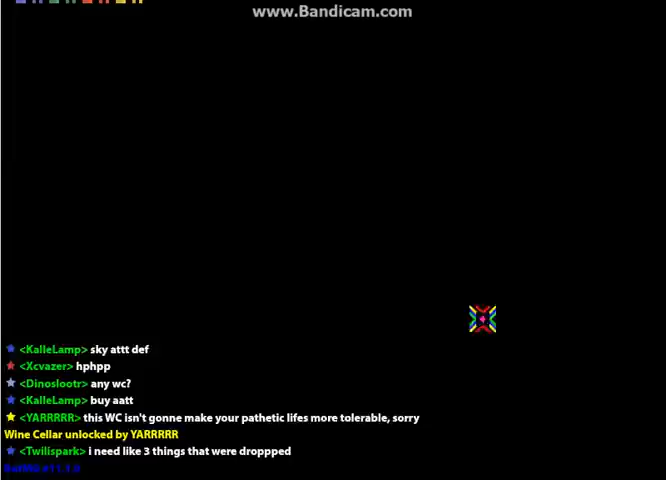 www.Bandicam.com
<KalleLamp> sky attt def
<Xcvazer> hphpp
<Dinoslootr> any wc?
<KalleLamp> buy aatt
<YARRRRR> this WC isn't gonne make your pathetic lifes more tolerable, sorry
Wine Cellar unlocked by YARRRRR
<Twilispark> i need like 3 things that were droppped